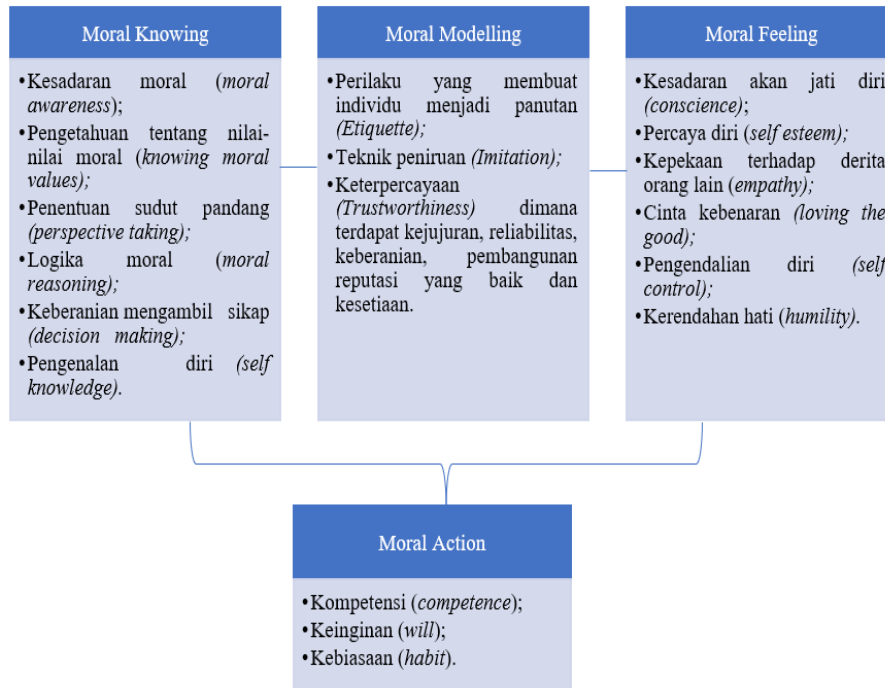 Moral Knowing
•Kesadaran moral (moral
awareness);
•Pengetahuan tentang nilai-
nilai moral (knowing moral
values);
•Penentuan sudut pandang
(perspective taking);
•Logika moral (moral
reasoning);
•Keberanian mengambil sikap
(decision making);
•Pengenalan diri (self
knowledge).
Moral Modelling
•Perilaku yang membuat
individu menjadi panutan
(Etiquette);
•Teknik peniruan (Imitation);
•Keterpercayaan
(Trustworthiness) dimana
terdapat kejujuran, reliabilitas,
keberanian, pembangunan
reputasi yang baik dan
kesetiaan.
Moral Feeling
•Kesadaran akan jati diri
(conscience);
•Percaya diri (self esteem);
•Kepekaan terhadap derita
orang lain (empathy);
•Cinta kebenaran (loving the
good);
•Pengendalian diri (self
control);
•Kerendahan hati (humility).
Moral Action
•Kompetensi (competence);
•Keinginan (will);
•Kebiasaan (habit).